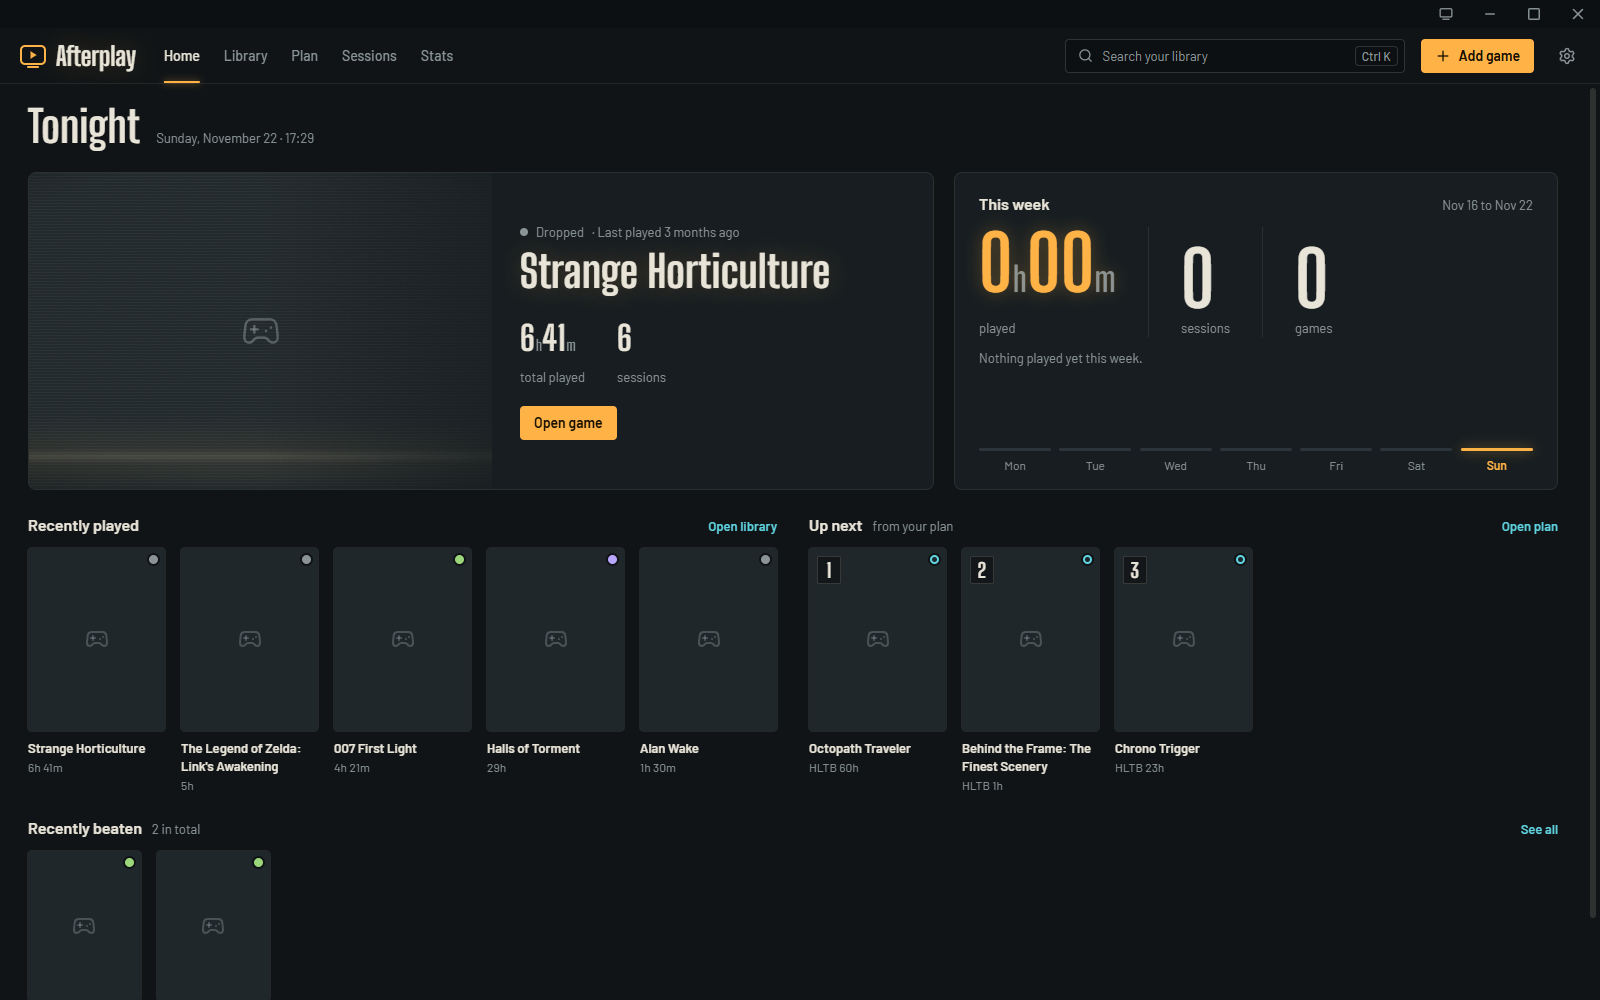 Afterplay
Home
Library
Plan
Sessions
Stats
Search your library
Ctrl K
Add game
Tonight
Sunday, November 22 · 17:29
Dropped · Last played 3 months ago
Strange Horticulture
6h41m
6
total played
sessions
Open game
This week
Nov 16 to Nov 22
0h00m
0
0
played
sessions
games
Nothing played yet this week.
Mon
Tue
Wed
Thu
Fri
Sat
Sun
Recently played
Open library
Strange Horticulture
6h 41m
The Legend of Zelda:
Link's Awakening
5h
007 First Light
4h 21m
Halls of Torment
29h
Alan Wake
1h 30m
Up next from your plan
Open plan
1
2
3
Octopath Traveler
HLTB 60h
Behind the Frame: The
Finest Scenery
HLTB 1h
Chrono Trigger
HLTB 23h
Recently beaten 2 in total
See all